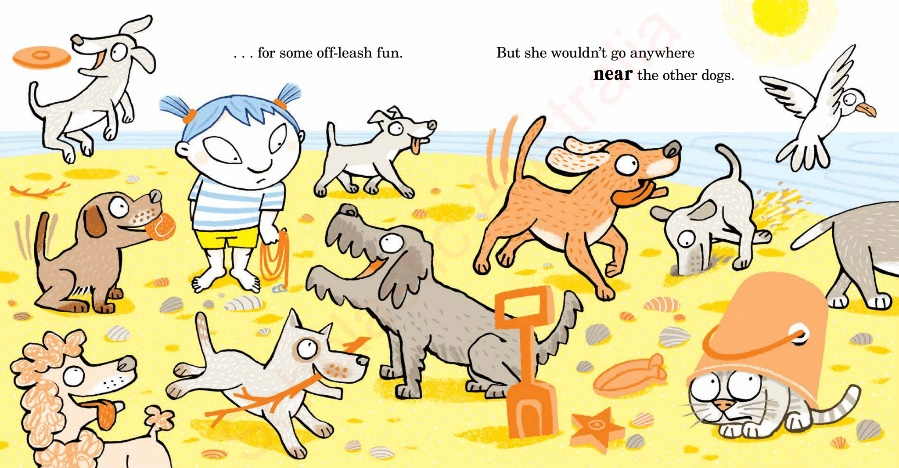 . . . for some off-leash fun.
But she wouldn't go anywhere
near the other dogs.